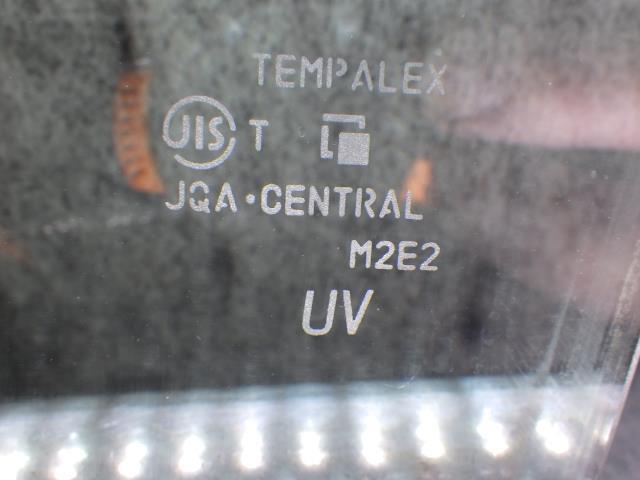 TEMPALEX
JIS T
JQA·CENTRAL
M2E2
UV